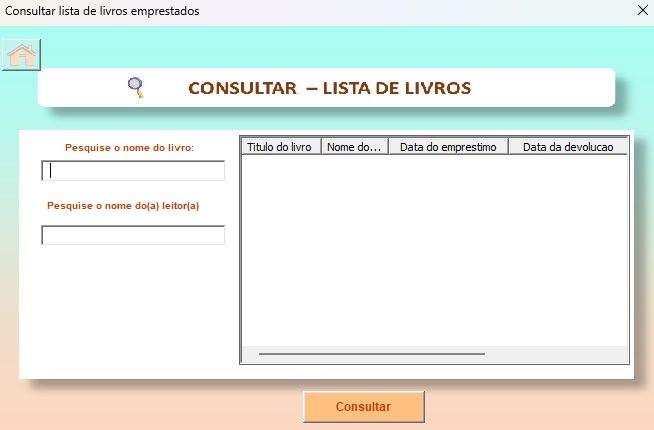 Consultar lista de livros emprestados
CONSULTAR – LISTA DE LIVROS
Pesquise o nome do livro:
Pesquise o nome do(a) leitor(a)
Titulo do livro Nome do... Data do emprestimo Data da devolucao
Consultar